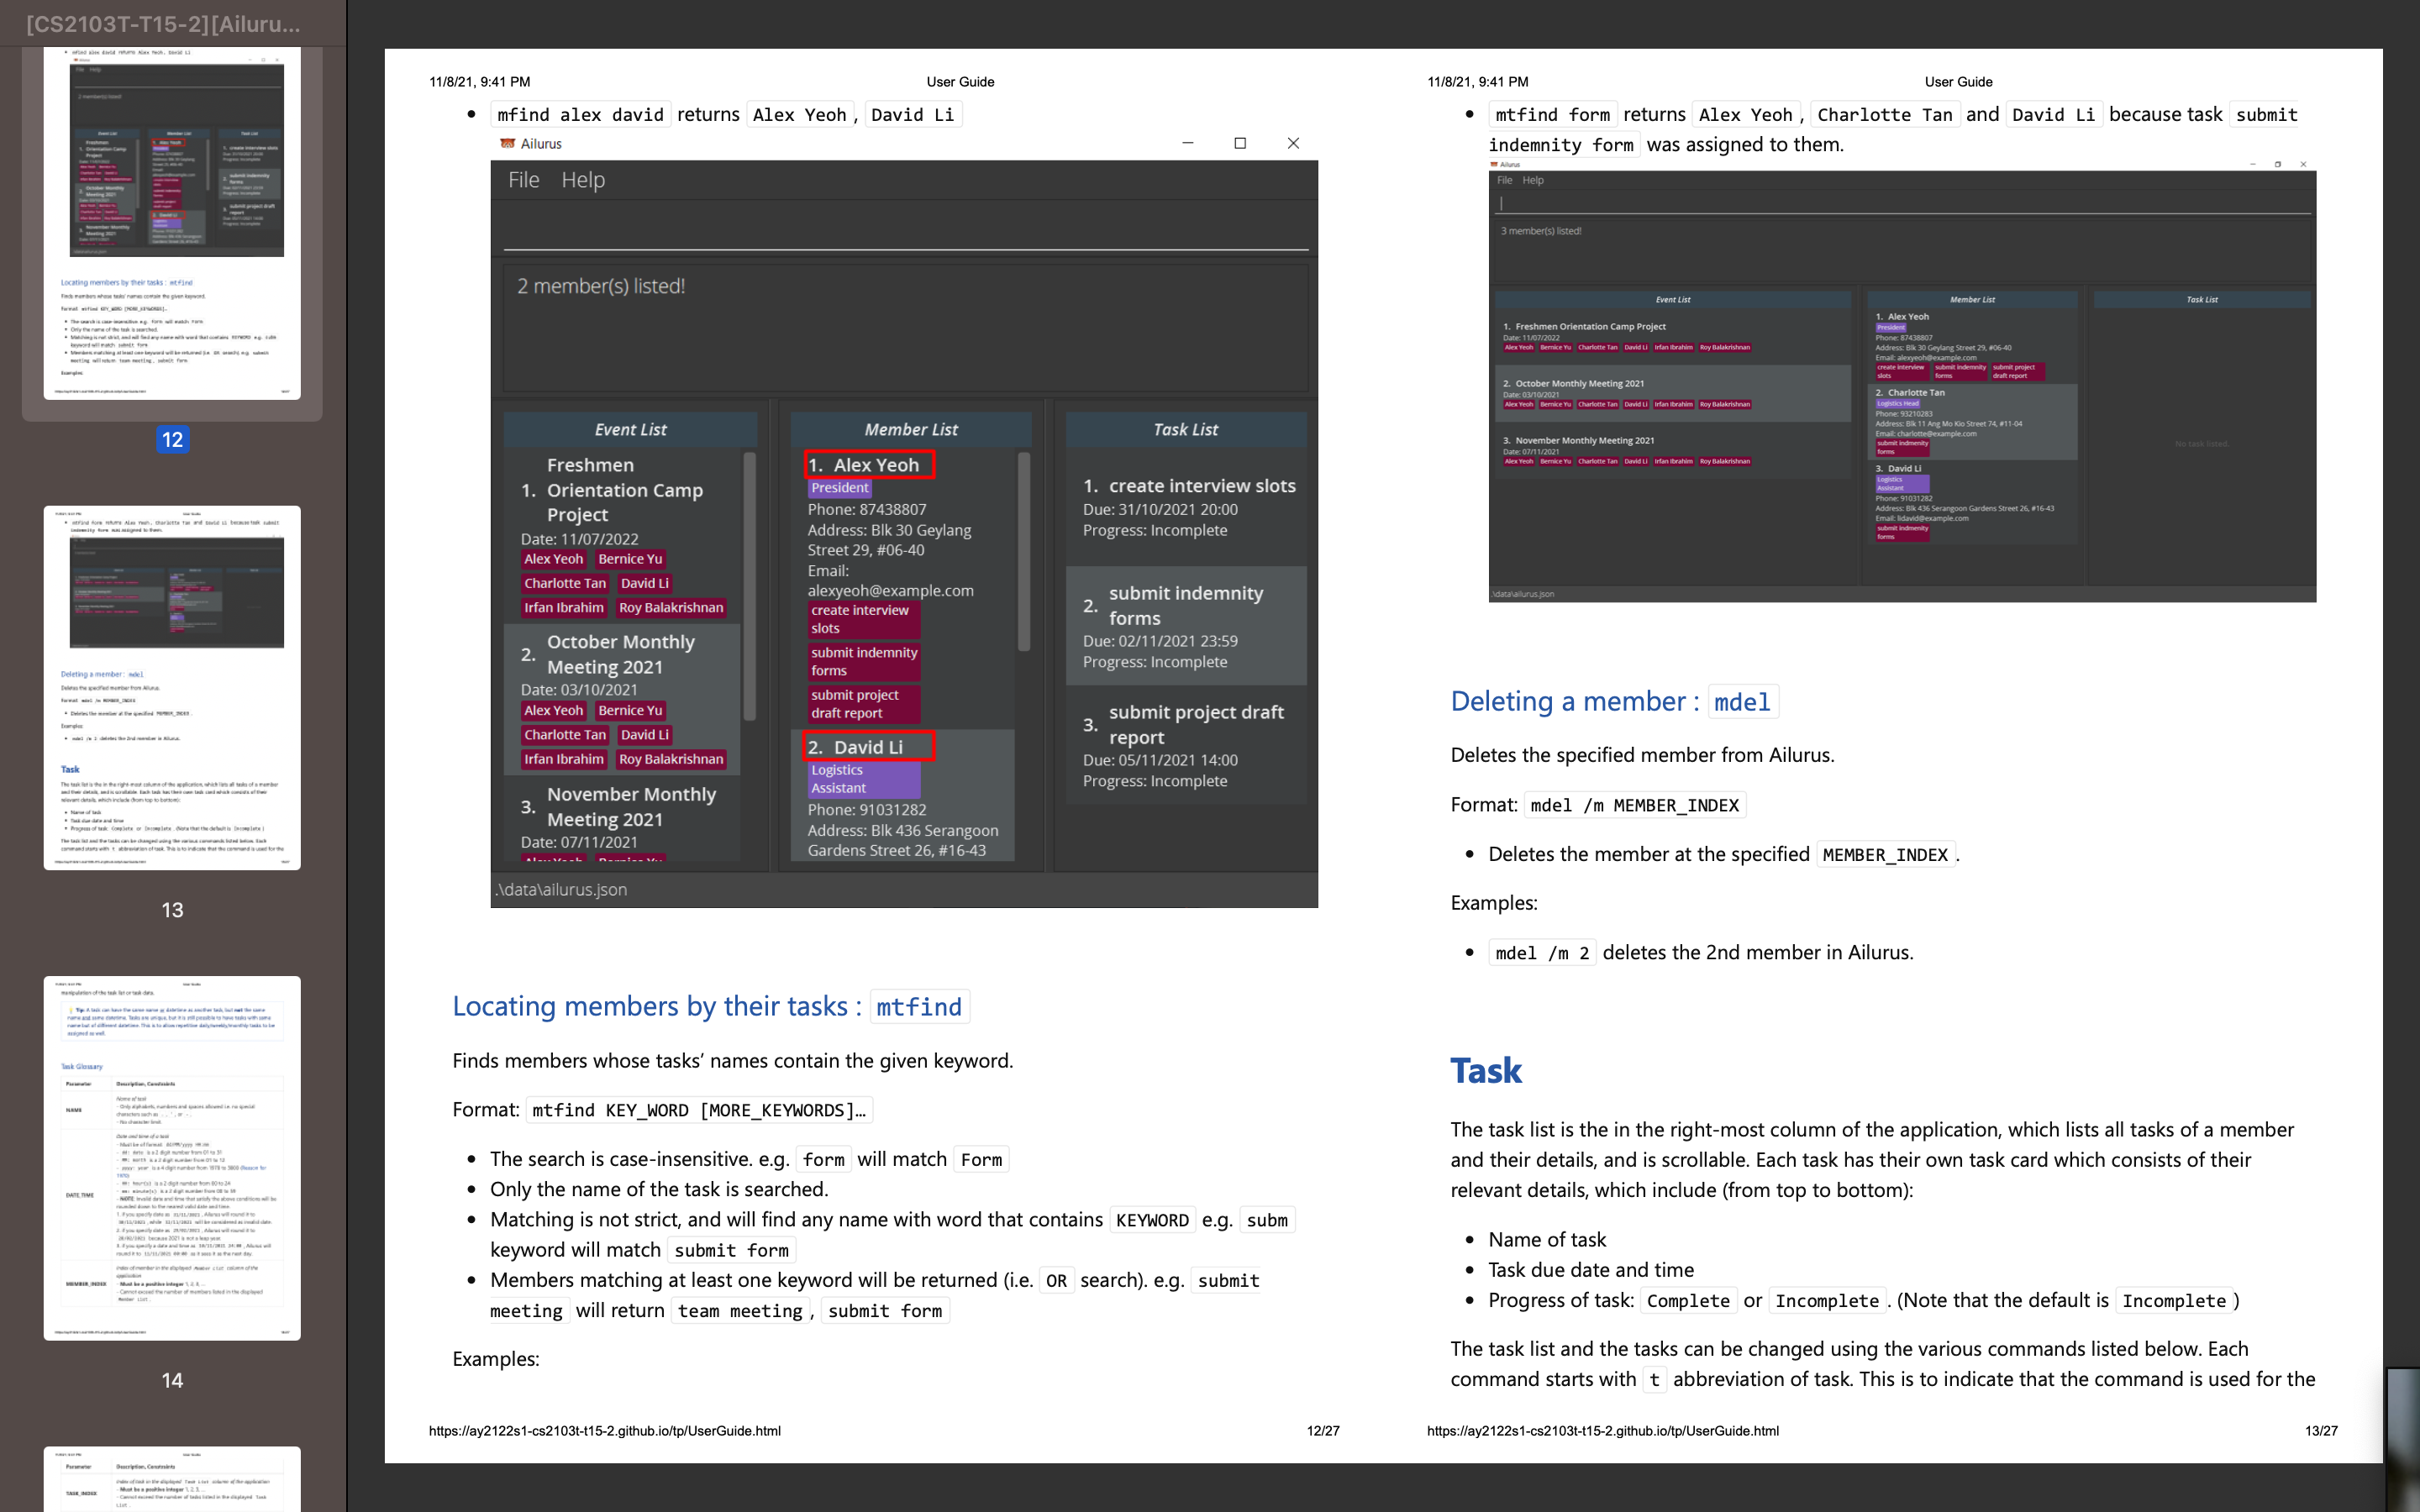 [CS2103T-T15-2][Ailuru...
12
13
14
11/8/21, 9:41 PM
User Guide
mfind alex david returns Alex Yeoh , David Li
Ailurus
File Help
2 member(s) listed!
Event List
Freshmen
1. Orientation Camp
Project
Date: 11/07/2022
Alex Yeoh Bernice Yu
Charlotte Tan David Li
Irfan Ibrahim Roy Balakrishnan
2. October Monthly
Meeting 2021
Date: 03/10/2021
Alex Yeoh Bernice Yu
Charlotte Tan David Li
Irfan Ibrahim Roy Balakrishnan
3. November Monthly
Meeting 2021
Date: 07/11/2021
Alex Yeoh Bernice Yu
Member List
1. Alex Yeoh
President
Phone: 87438807
Address: Blk 30 Geylang
Street 29, #06-40
Email:
alexyeoh@example.com
create interview
slots
submit indemnity
forms
submit project
draft report
2. David Li
Logistics
Assistant
Phone: 91031282
Address: Blk 436 Serangoon
Gardens Street 26, #16-43
Task List
1. create interview slots
Due: 31/10/2021 20:00
Progress: Incomplete
2. submit indemnity
forms
Due: 02/11/2021 23:59
Progress: Incomplete
3. submit project draft
report
Due: 05/11/2021 14:00
Progress: Incomplete
.\data\ailurus.json
Locating members by their tasks : mtfind
Finds members whose tasks’ names contain the given keyword.
Format: mtfind KEY_WORD [MORE_KEYWORDS]…
The search is case-insensitive. e.g. form will match Form
Only the name of the task is searched.
Matching is not strict, and will find any name with word that contains KEYWORD e.g. subm
keyword will match submit form
Members matching at least one keyword will be returned (i.e. OR search). e.g. submit
meeting will return team meeting , submit form
Examples:
https://ay2122s1-cs2103t-t15-2.github.io/tp/UserGuide.html
12/27
11/8/21, 9:41 PM
User Guide
mtfind form returns Alex Yeoh , Charlotte Tan and David Li because task submit
indemnity form was assigned to them.
Ailurus
File Help
3 member(s) listed!
Event List
1. Freshmen Orientation Camp Project
Date: 11/07/2022
Alex Yeoh Bernice Yu Charlotte Tan David Li Irfan Ibrahim Roy Balakrishnan
2. October Monthly Meeting 2021
Date: 03/10/2021
Alex Yeoh Bernice Yu Charlotte Tan David Li Irfan Ibrahim Roy Balakrishnan
3. November Monthly Meeting 2021
Date: 07/11/2021
Alex Yeoh Bernice Yu Charlotte Tan David Li Irfan Ibrahim Roy Balakrishnan
Member List
1. Alex Yeoh
President
Phone: 87438807
Address: Blk 30 Geylang Street 29, #06-40
Email: alexyeoh@example.com
create interview submit indemnity submit project
slots forms draft report
2. Charlotte Tan
Logistics Head
Phone: 93210283
Address: Blk 11 Ang Mo Kio Street 74, #11-04
Email: charlotte@example.com
submit indmenity
forms
3. David Li
Logistics
Assistant
Phone: 91031282
Address: Blk 436 Serangoon Gardens Street 26, #16-43
Email: lidavid@example.com
submit indmenity
forms
Task List
No task listed.
.\data\ailurus.json
Deleting a member : mdel
Deletes the specified member from Ailurus.
Format: mdel /m MEMBER_INDEX
Deletes the member at the specified MEMBER_INDEX .
Examples:
mdel /m 2 deletes the 2nd member in Ailurus.
Task
The task list is the in the right-most column of the application, which lists all tasks of a member
and their details, and is scrollable. Each task has their own task card which consists of their
relevant details, which include (from top to bottom):
Name of task
Task due date and time
Progress of task: Complete or Incomplete . (Note that the default is Incomplete )
The task list and the tasks can be changed using the various commands listed below. Each
command starts with t abbreviation of task. This is to indicate that the command is used for the
https://ay2122s1-cs2103t-t15-2.github.io/tp/UserGuide.html
13/27